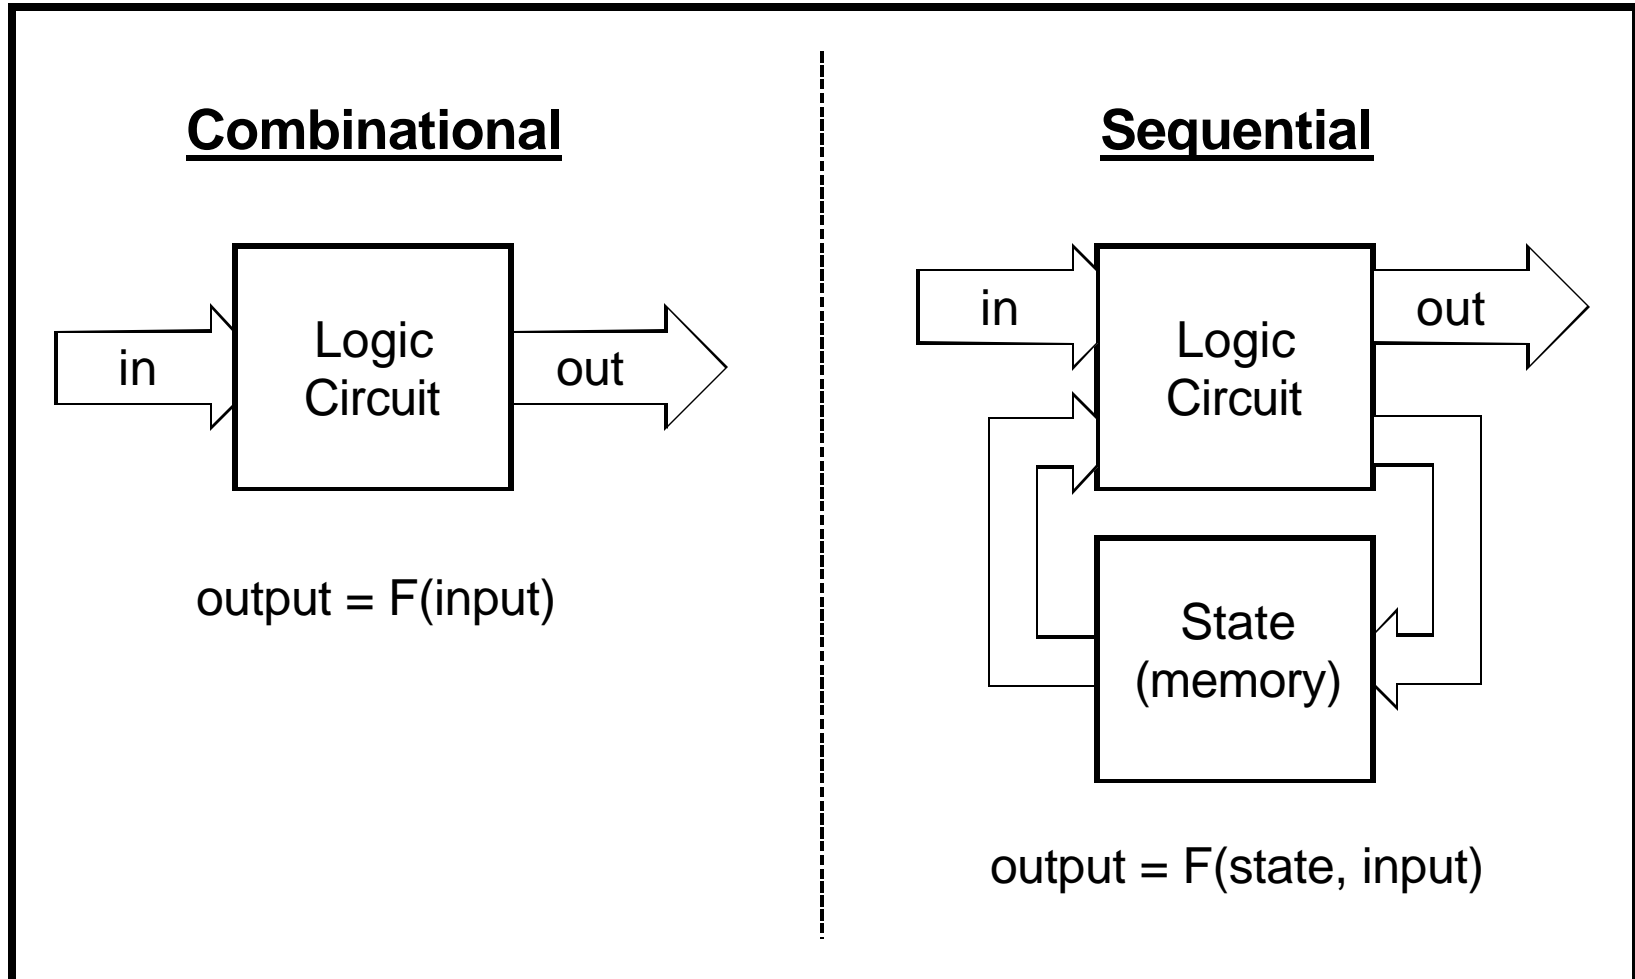 Combinational
in
Logic
Circuit
out
output = F(input)
Sequential
in
Logic
Circuit
out
State
(memory)
output = F(state, input)